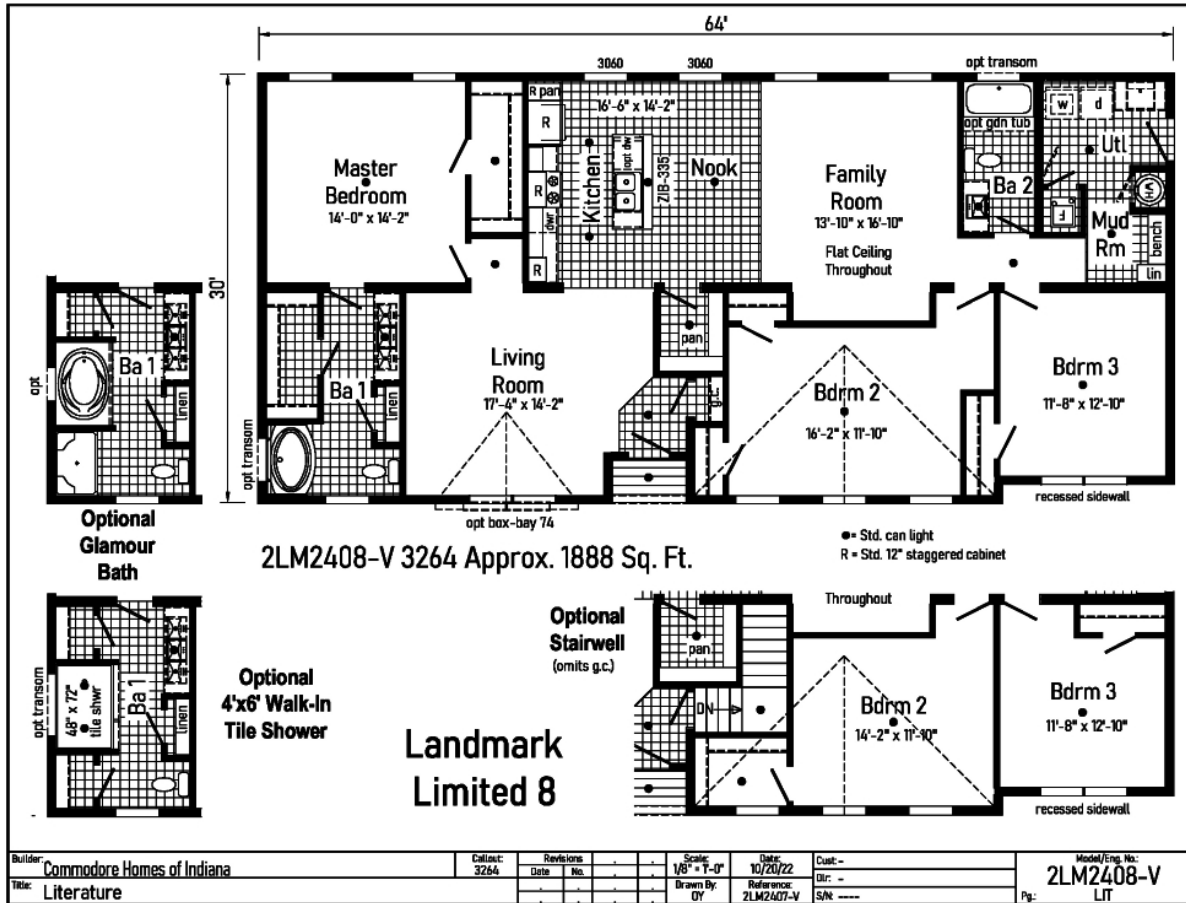 64'
3060
3060
opt transom
30'
R pan
R
16'-6" x 14'-2"
opt dw
ZIB-335
Kitchen
Nook
R
dwr
R
Master
Bedroom
14'-0" x 14'-2"
Family
Room
13'-10" x 16'-10"
Flat Ceiling
Throughout
opt gdn tub
Ba 2
w
d
Utl
WH
F
Mud
Rm
bench
lin
opt
Ba 1
linen
Optional
Glamour
Bath
opt transom
Ba 1
linen
Living
Room
17'-4" x 14'-2"
opt box-bay 74
pan
g.c.
Bdrm 2
16'-2" x 11'-10"
Bdrm 3
11'-8" x 12'-10"
recessed sidewall
2LM2408-V 3264 Approx. 1888 Sq. Ft.
●= Std. can light
R = Std. 12" staggered cabinet
opt transom
48" x 72"
tile shwr
Ba 1
linen
Optional
4'x6' Walk-In
Tile Shower
Optional
Stairwell
(omits g.c.)
Landmark
Limited 8
Throughout
pan
DN
Bdrm 2
14'-2" x 11'-10"
Bdrm 3
11'-8" x 12'-10"
recessed sidewall
Builder: Commodore Homes of Indiana
Title: Literature
Callout:
3264
Revisions
Date No.
Scale:
1/8" = 1'-0"
Drawn By:
OY
Date:
10/20/22
Reference:
2LM2407-V
Cust: -
Dlr: -
S/N: ----
Model/Eng. No.:
2LM2408-V
Pg.: LIT